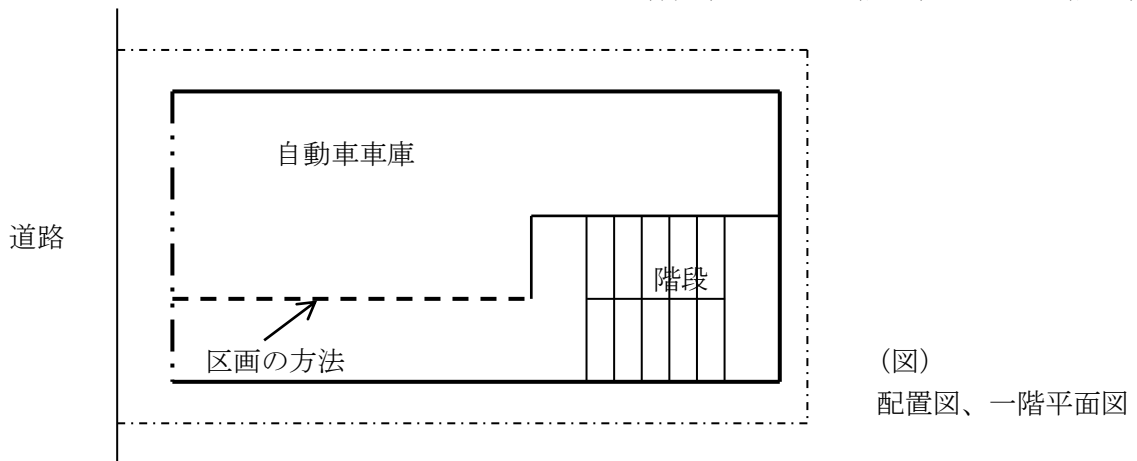 自動車車庫
道路
階段
区画の方法
(図)
配置図、一階平面図